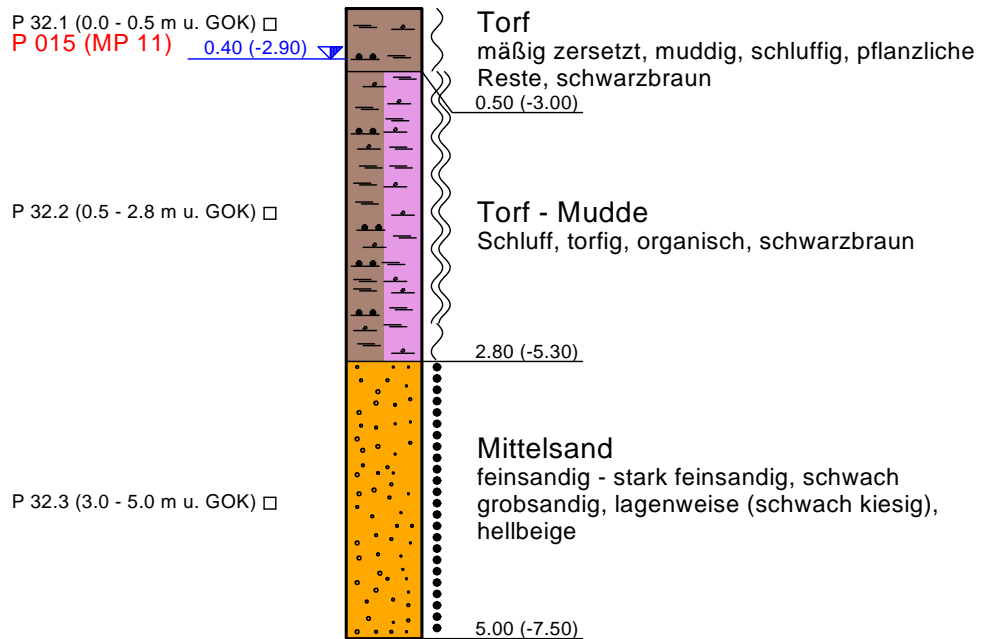 P 32.1 (0.0 - 0.5 m u. GOK)
P 015 (MP 11)
0.40 (-2.90)
Torf
mäßig zersetzt, muddig, schluffig, pflanzliche
Reste, schwarzbraun
0.50 (-3.00)
P 32.2 (0.5 - 2.8 m u. GOK)
Torf - Mudde
Schluff, torfig, organisch, schwarzbraun
2.80 (-5.30)
P 32.3 (3.0 - 5.0 m u. GOK)
Mittelsand
feinsandig - stark feinsandig, schwach
grobsandig, lagenweise (schwach kiesig),
hellbeige
5.00 (-7.50)